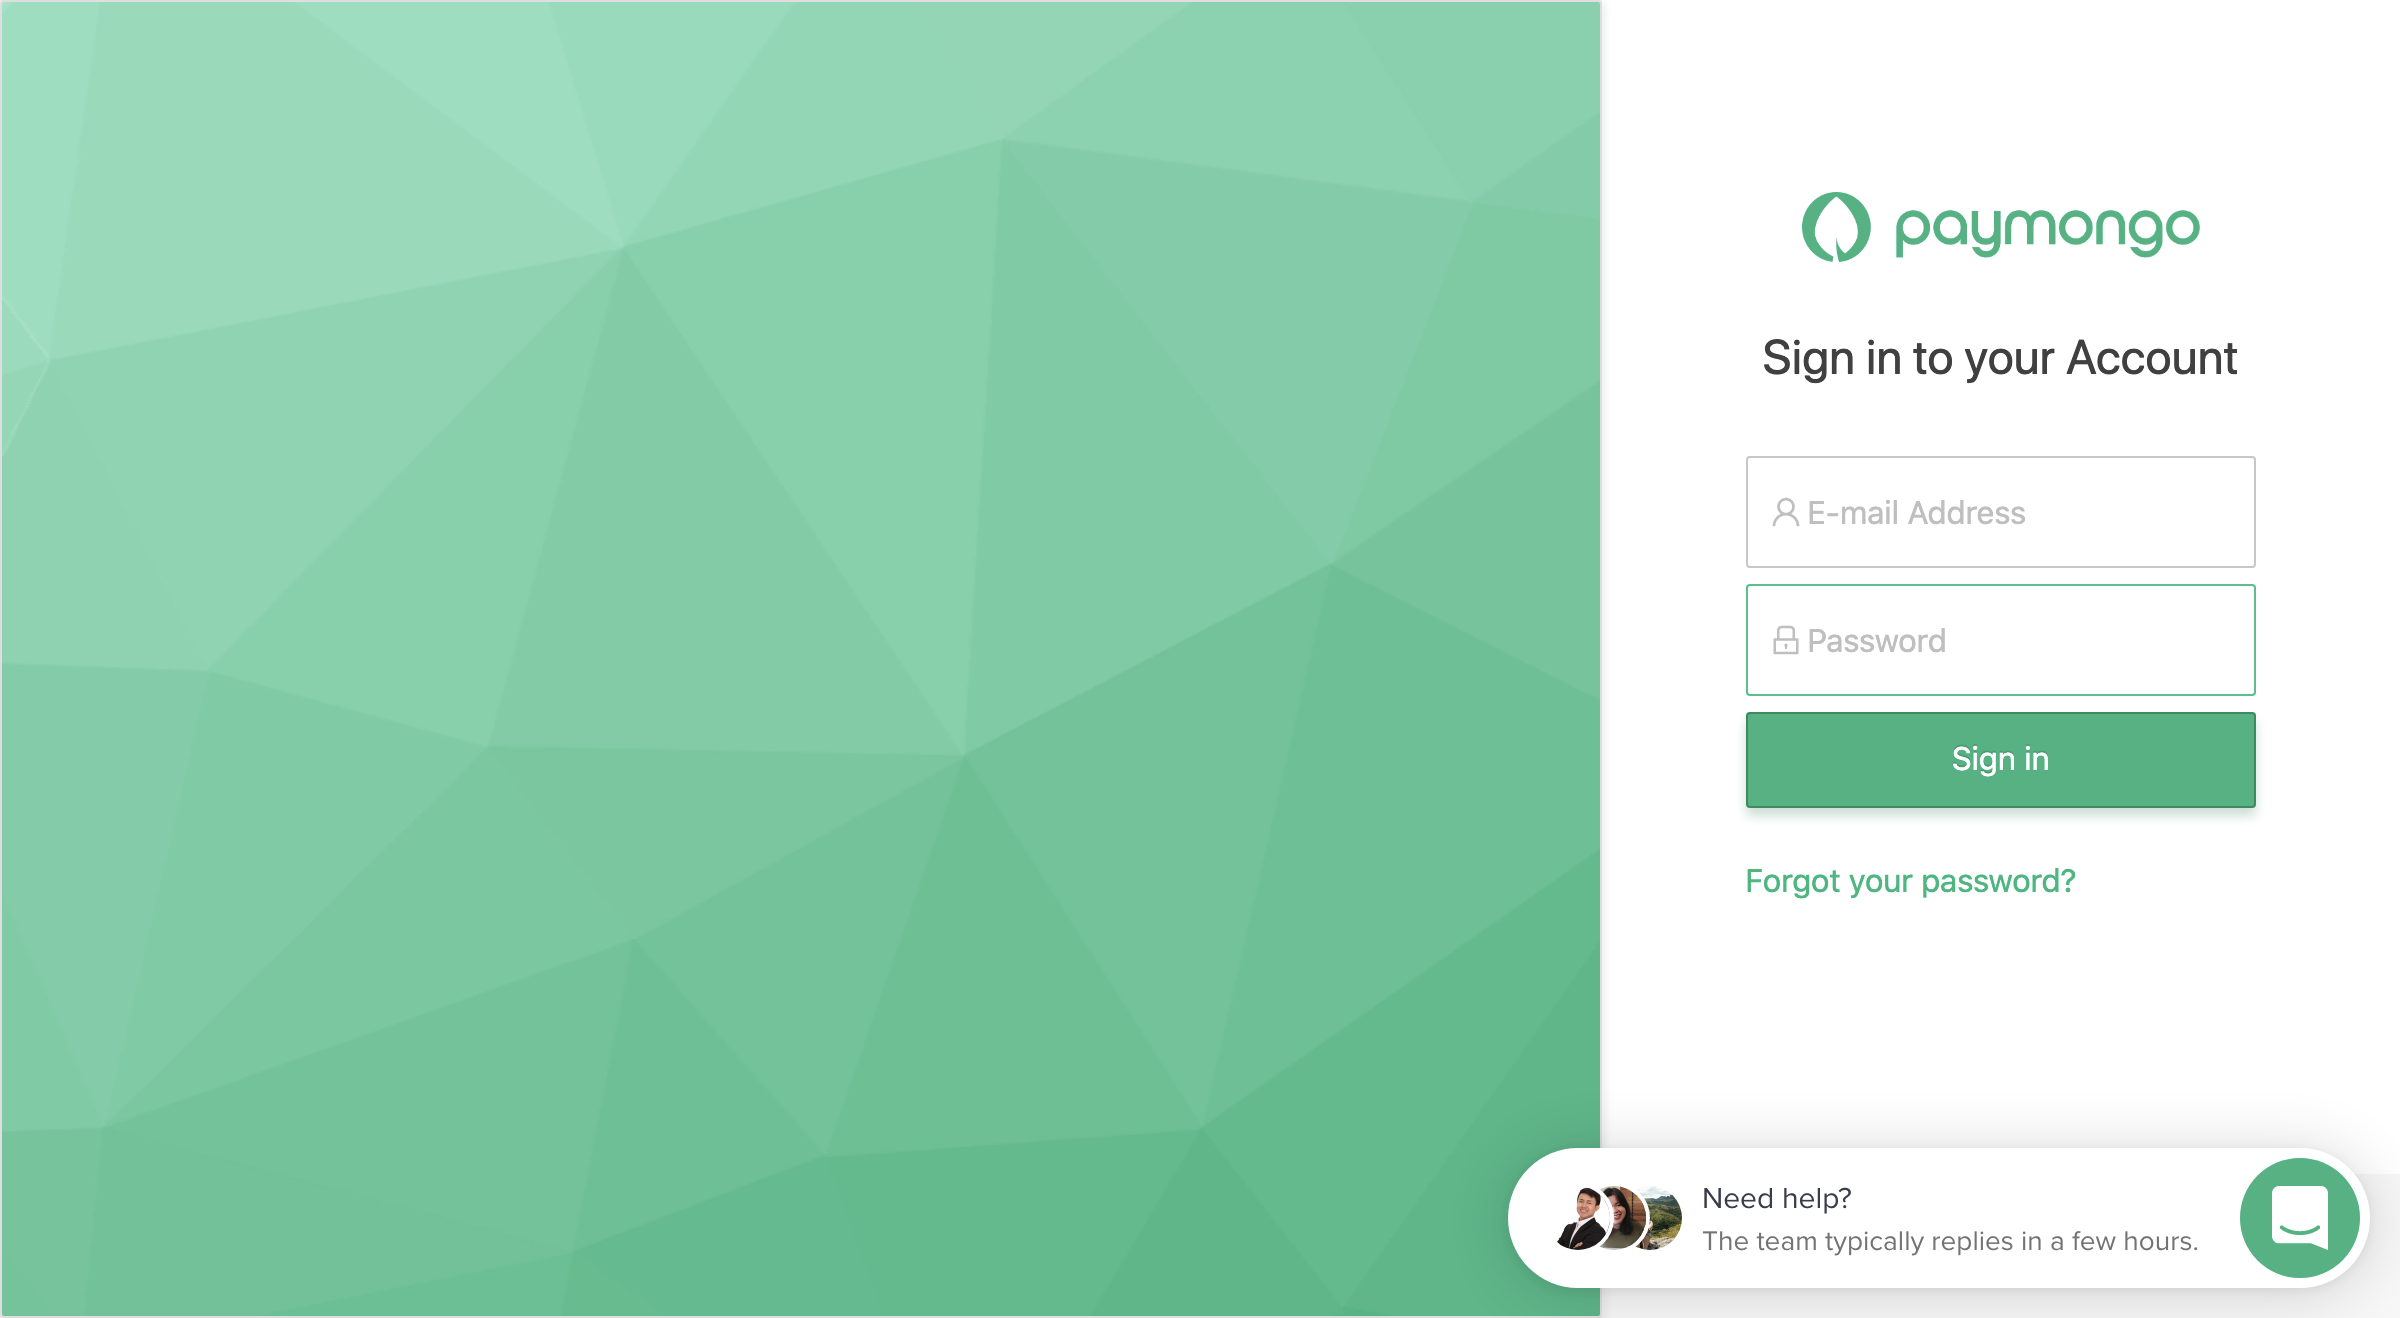 paymongo
Sign in to your Account
E-mail Address
Password
Sign in
Forgot your password?
Need help?
The team typically replies in a few hours.